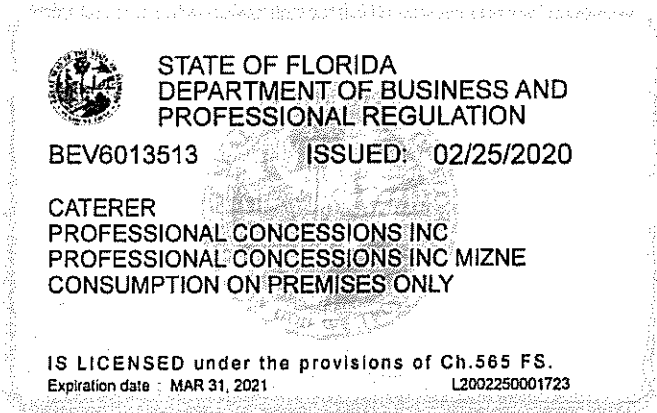 STATE OF FLORIDA
DEPARTMENT OF BUSINESS AND
PROFESSIONAL REGULATION
BEV6013513 ISSUED: 02/25/2020
CATERER
PROFESSIONAL CONCESSIONS INC
PROFESSIONAL CONCESSIONS INC MIZNE
CONSUMPTION ON PREMISES ONLY
IS LICENSED under the provisions of Ch.565 FS.
Expiration date : MAR 31, 2021 L2002250001723